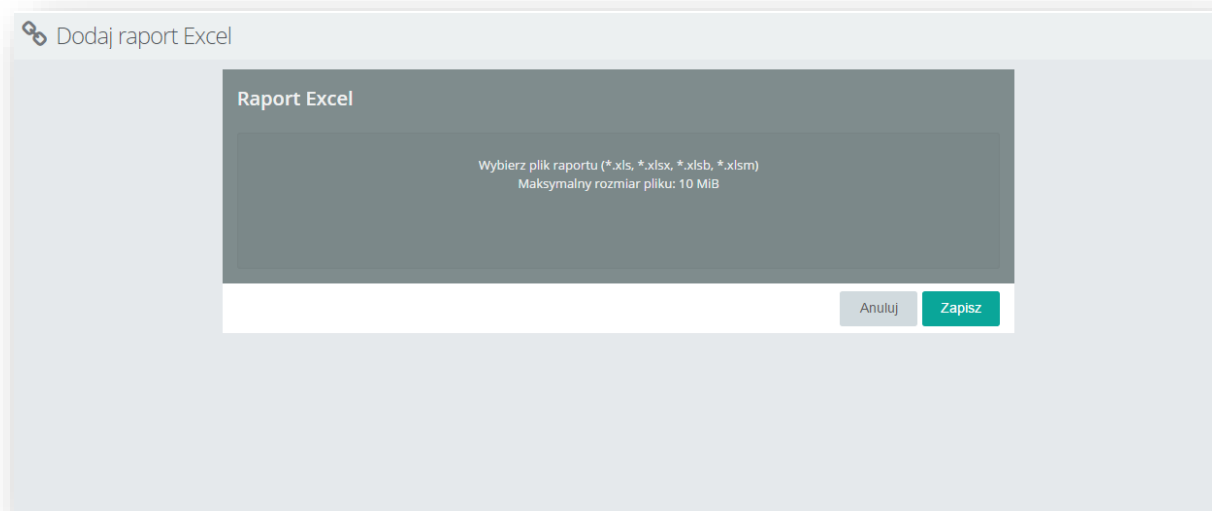 Dodaj raport Excel
Raport Excel
Wybierz plik raportu (*.xls, *.xlsx, *.xlsb, *.xlsm)
Maksymalny rozmiar pliku: 10 MiB
Anuluj
Zapisz